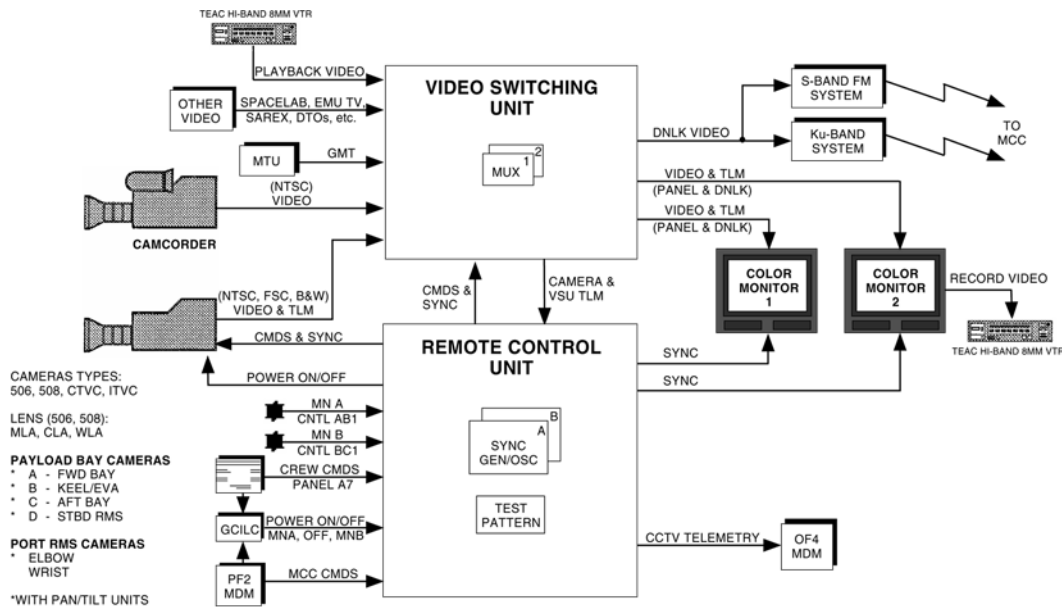 TEAC HI-BAND 8MM VTR
PLAYBACK VIDEO
OTHER
VIDEO
SPACELAB, EMU TV,
SAREX, DTOs, etc.
MTU
GMT
(NTSC)
VIDEO
CAMCORDER
(NTSC, FSC, B&W)
VIDEO & TLM
CMDS & SYNC
POWER ON/OFF
VIDEO SWITCHING
UNIT
MUX
1
2
DNLK VIDEO
S-BAND FM
SYSTEM
Ku-BAND
SYSTEM
TO
MCC
VIDEO & TLM
(PANEL & DNLK)
VIDEO & TLM
(PANEL & DNLK)
COLOR
MONITOR
1
COLOR
MONITOR
2
RECORD VIDEO
TEAC HI-BAND 8MM VTR
CMDS &
SYNC
CAMERA &
VSU TLM
REMOTE CONTROL
UNIT
SYNC
SYNC
B
A
SYNC
GEN/OSC
TEST
PATTERN
MN A
CNTL AB1
MN B
CNTL BC1
CREW CMDS
PANEL A7
GCILC
POWER ON/OFF
MNA, OFF, MNB
PF2
MDM
MCC CMDS
CCTV TELEMETRY
OF4
MDM
CAMERAS TYPES:
506, 508, CTVC, ITVC
LENS (506, 508):
MLA, CLA, WLA
PAYLOAD BAY CAMERAS
* A - FWD BAY
* B - KEEL/EVA
* C - AFT BAY
* D - STBD RMS
PORT RMS CAMERAS
* ELBOW
WRIST
*WITH PAN/TILT UNITS